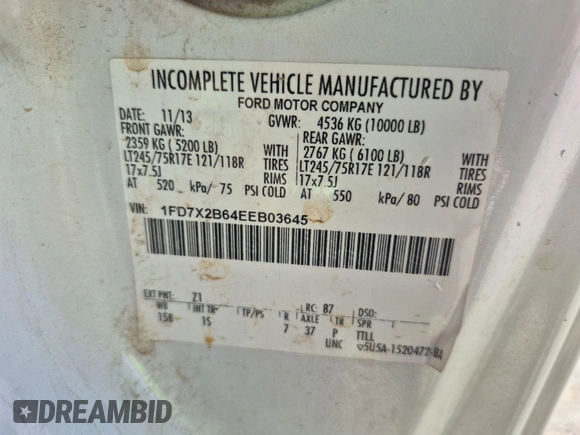 INCOMPLETE VEHICLE MANUFACTURED BY
FORD MOTOR COMPANY
DATE: 11/13 GVWR: 4536 KG (10000 LB)
FRONT GAWR: REAR GAWR:
2359 KG ( 5200 LB) WITH 2767 KG ( 6100 LB) WITH
LT245/75R17E 121/118R TIRES LT245/75R17E 121/118R TIRES
17x7.5J RIMS 17x7.5J RIMS
AT 520 kPa/ 75 PSI COLD AT 550 kPa/ 80 PSI COLD
VIN: 1FD7X2B64EEB03645
EXT PNT: Z1 RC: B7 DSO:
WB INT TR TP/PS R AXLE TR SPR
158 1S 7 37 P TTLL
UNC 5U5A-1520472-BA
DREAMBID